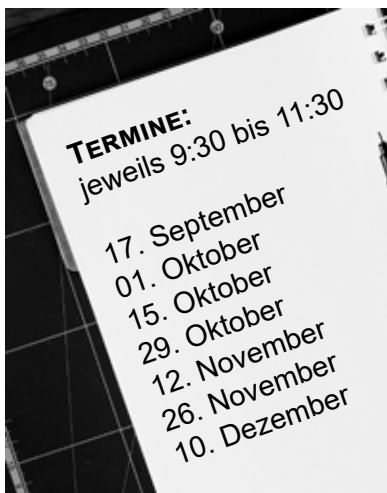 TERMINE:
jeweils 9:30 bis 11:30
17. September
01. Oktober
15. Oktober
29. Oktober
12. November
26. November
10. Dezember